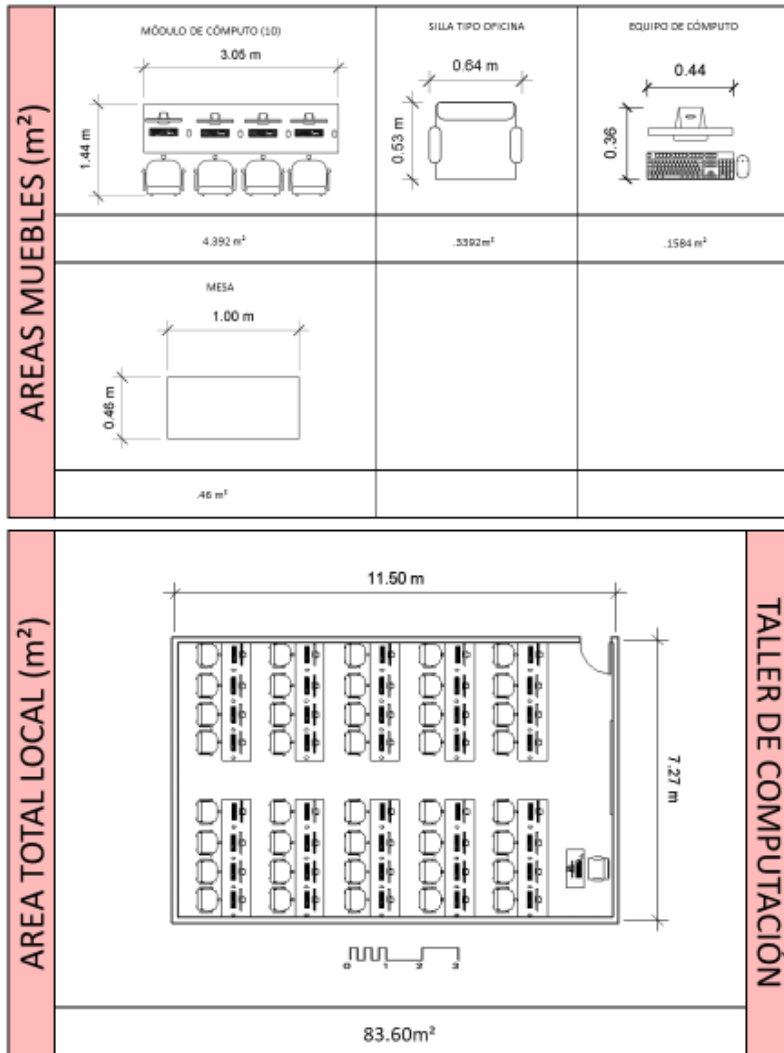 AREAS MUEBLES (m²)
MÓDULO DE CÓMPUTO (10)
3.05 m
1.44 m
4.392 m²
SILLA TIPO OFICINA
0.64 m
0.53 m
.3392m²
EQUIPO DE CÓMPUTO
0.44
0.36
.1584 m²
MESA
1.00 m
0.46 m
.46 m²
AREA TOTAL LOCAL (m²)
11.50 m
7.27 m
0 1 2 3
83.60m²
TALLER DE COMPUTACIÓN